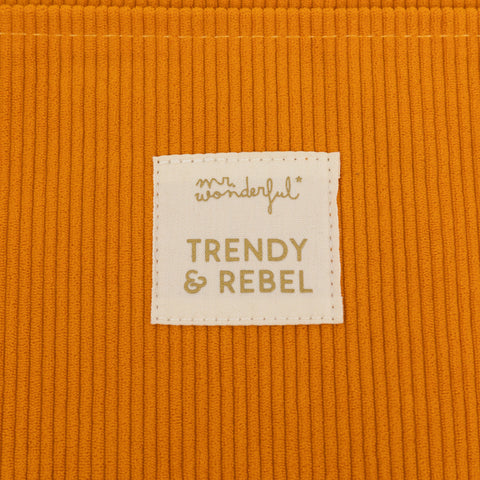 mr.
wonderful*
TRENDY
& REBEL